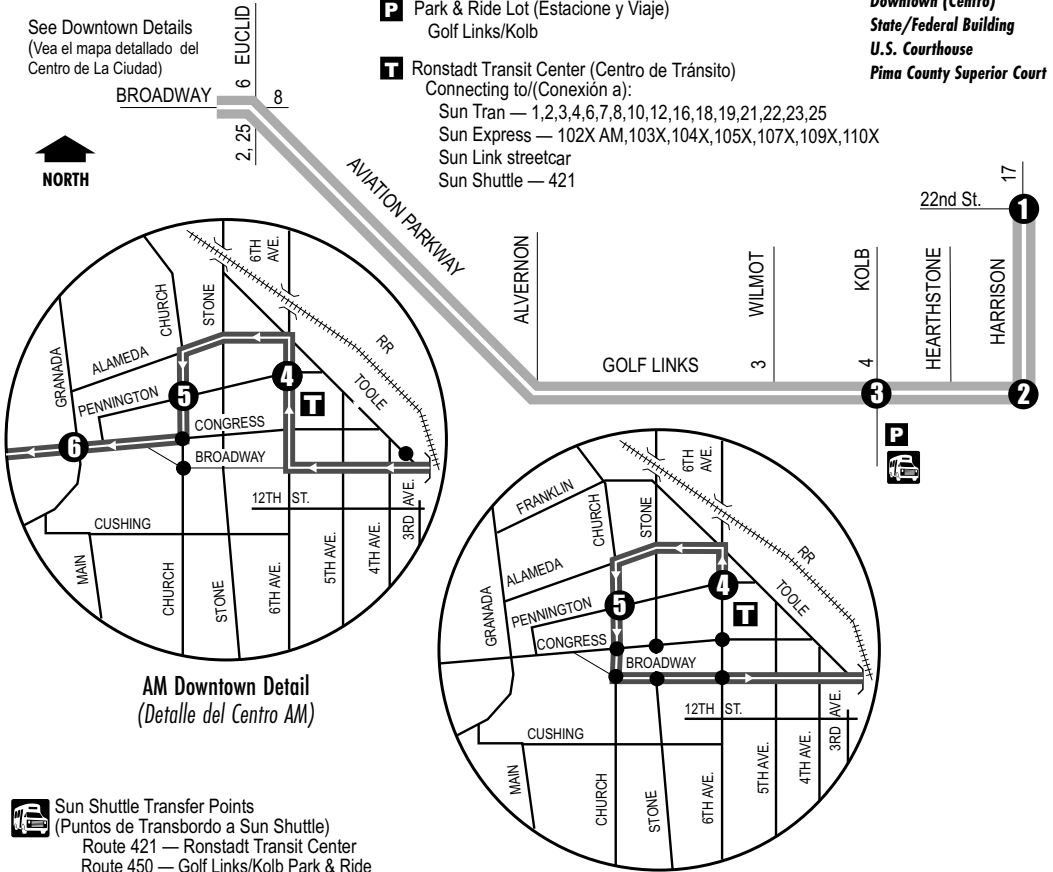 See Downtown Details
(Vea el mapa detallado del
Centro de La Ciudad)
P Park & Ride Lot (Estacione y Viaje)
Golf Links/Kolb
T Ronstadt Transit Center (Centro de Tránsito)
Connecting to/(Conexión a):
Sun Tran — 1,2,3,4,6,7,8,10,12,16,18,19,21,22,23,25
Sun Express — 102X AM,103X,104X,105X,107X,109X,110X
Sun Link streetcar
Sun Shuttle — 421
Downtown (Centro)
State/Federal Building
U.S. Courthouse
Pima County Superior Court
6 EUCLID
BROADWAY
8
2, 25
NORTH
AVIATION PARKWAY
ALVERNON
GOLF LINKS
3 WILMOT
4 KOLB
HEARTHSTONE
HARRISON
22nd St.
17
1
2
3
P
6TH
AVE.
CHURCH
STONE
RR
ALAMEDA
GRANADA
PENNINGTON
5
4
T
TOOLE
CONGRESS
6
BROADWAY
12TH ST.
CUSHING
MAIN
CHURCH
STONE
6TH AVE.
5TH AVE.
4TH AVE.
3RD AVE.
AM Downtown Detail
(Detalle del Centro AM)
6TH
AVE.
FRANKLIN
CHURCH
STONE
RR
ALAMEDA
GRANADA
PENNINGTON
5
4
T
TOOLE
CONGRESS
BROADWAY
12TH ST.
CUSHING
MAIN
CHURCH
STONE
6TH AVE.
5TH AVE.
4TH AVE.
3RD AVE.
Sun Shuttle Transfer Points
(Puntos de Transbordo a Sun Shuttle)
Route 421 — Ronstadt Transit Center
Route 450 — Golf Links/Kolb Park & Ride